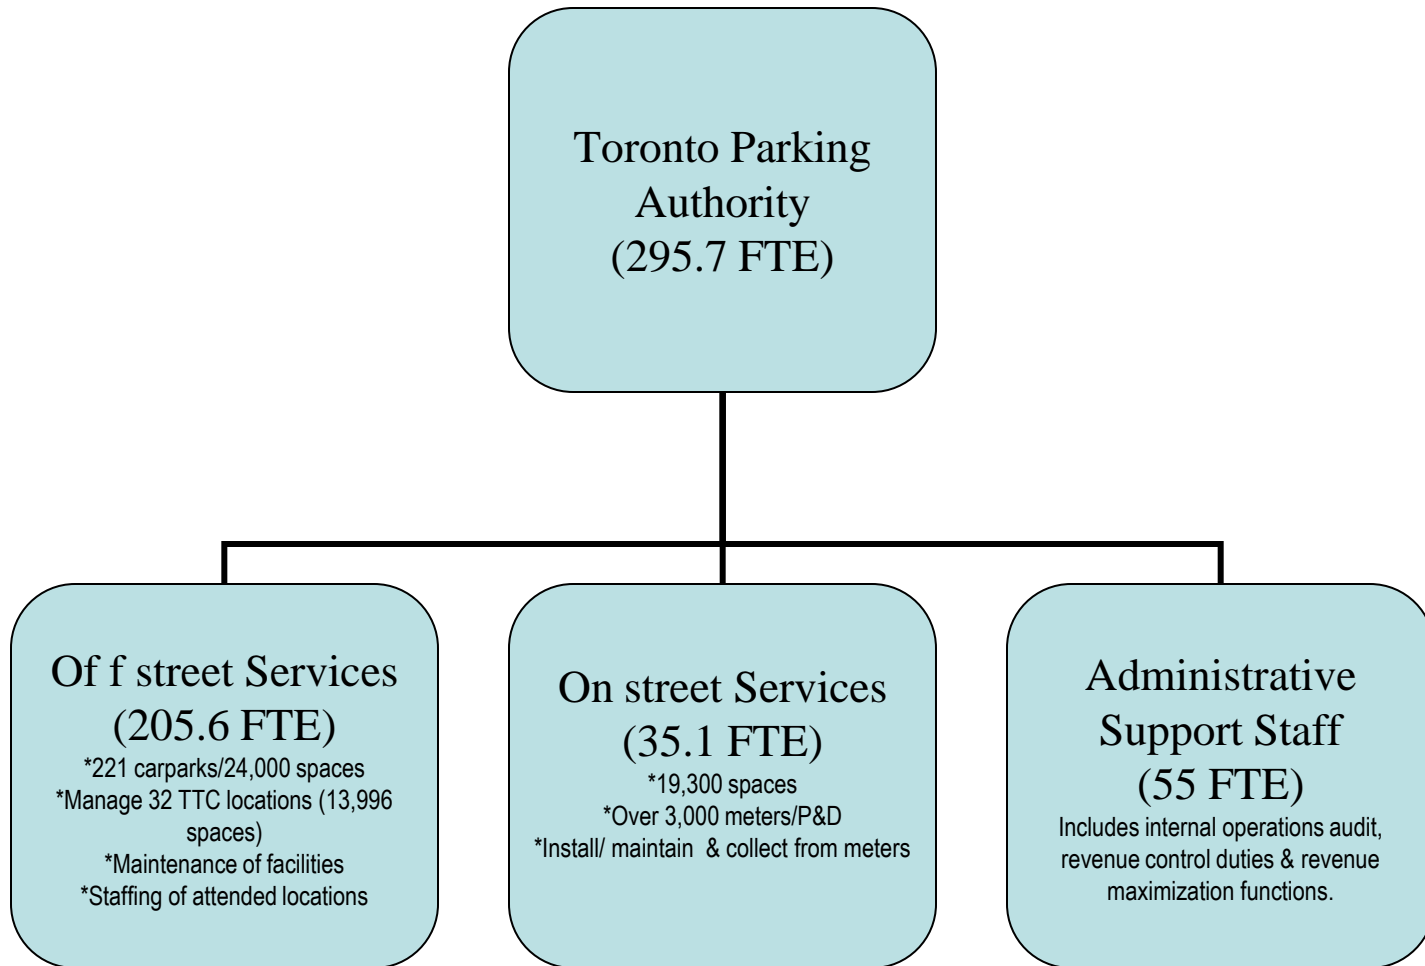 Toronto Parking
Authority
(295.7 FTE)
Of f street Services
(205.6 FTE)
*221 carparks/24,000 spaces
*Manage 32 TTC locations (13,996
spaces)
*Maintenance of facilities
*Staffing of attended locations
On street Services
(35.1 FTE)
*19,300 spaces
*Over 3,000 meters/P&D
*Install/ maintain  & collect from meters
Administrative
Support Staff
(55 FTE)
Includes internal operations audit,
revenue control duties & revenue
maximization functions.